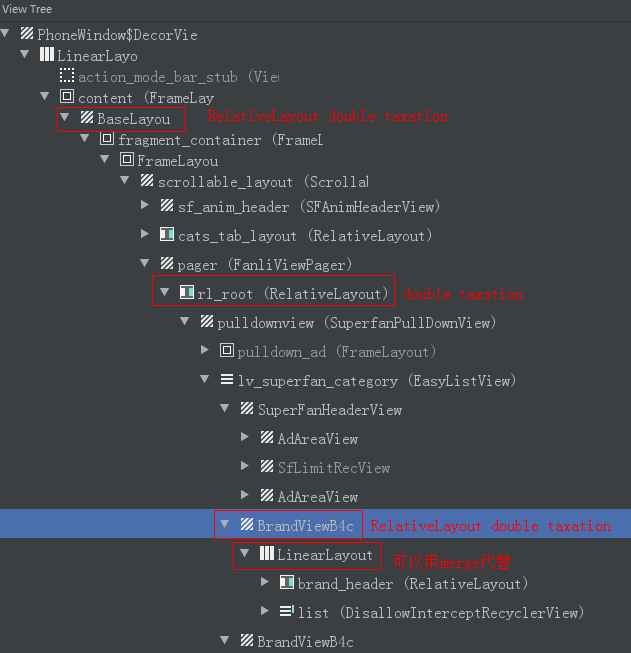 View Tree
PhoneWindow$DecorVie
LinearLayo
action_mode_bar_stub (Vie
content (FrameLay
BaseLayou RelativeLayout double taxation
fragment_container (FrameL
FrameLayou
scrollable_layout (Scrollab
sf_anim_header (SFAnimHeaderView)
cats_tab_layout (RelativeLayout)
pager (FanliViewPager)
rl_root (RelativeLayout) double taxation
pulldownview (SuperfanPullDownView)
pulldown_ad (FrameLayout)
lv_superfan_category (EasyListView)
SuperFanHeaderView
AdAreaView
SfLimitRecView
AdAreaView
BrandViewB4c RelativeLayout double taxation
LinearLayout 可以用merge代替
brand_header (RelativeLayout)
list (DisallowInterceptRecyclerView)
BrandViewB4c